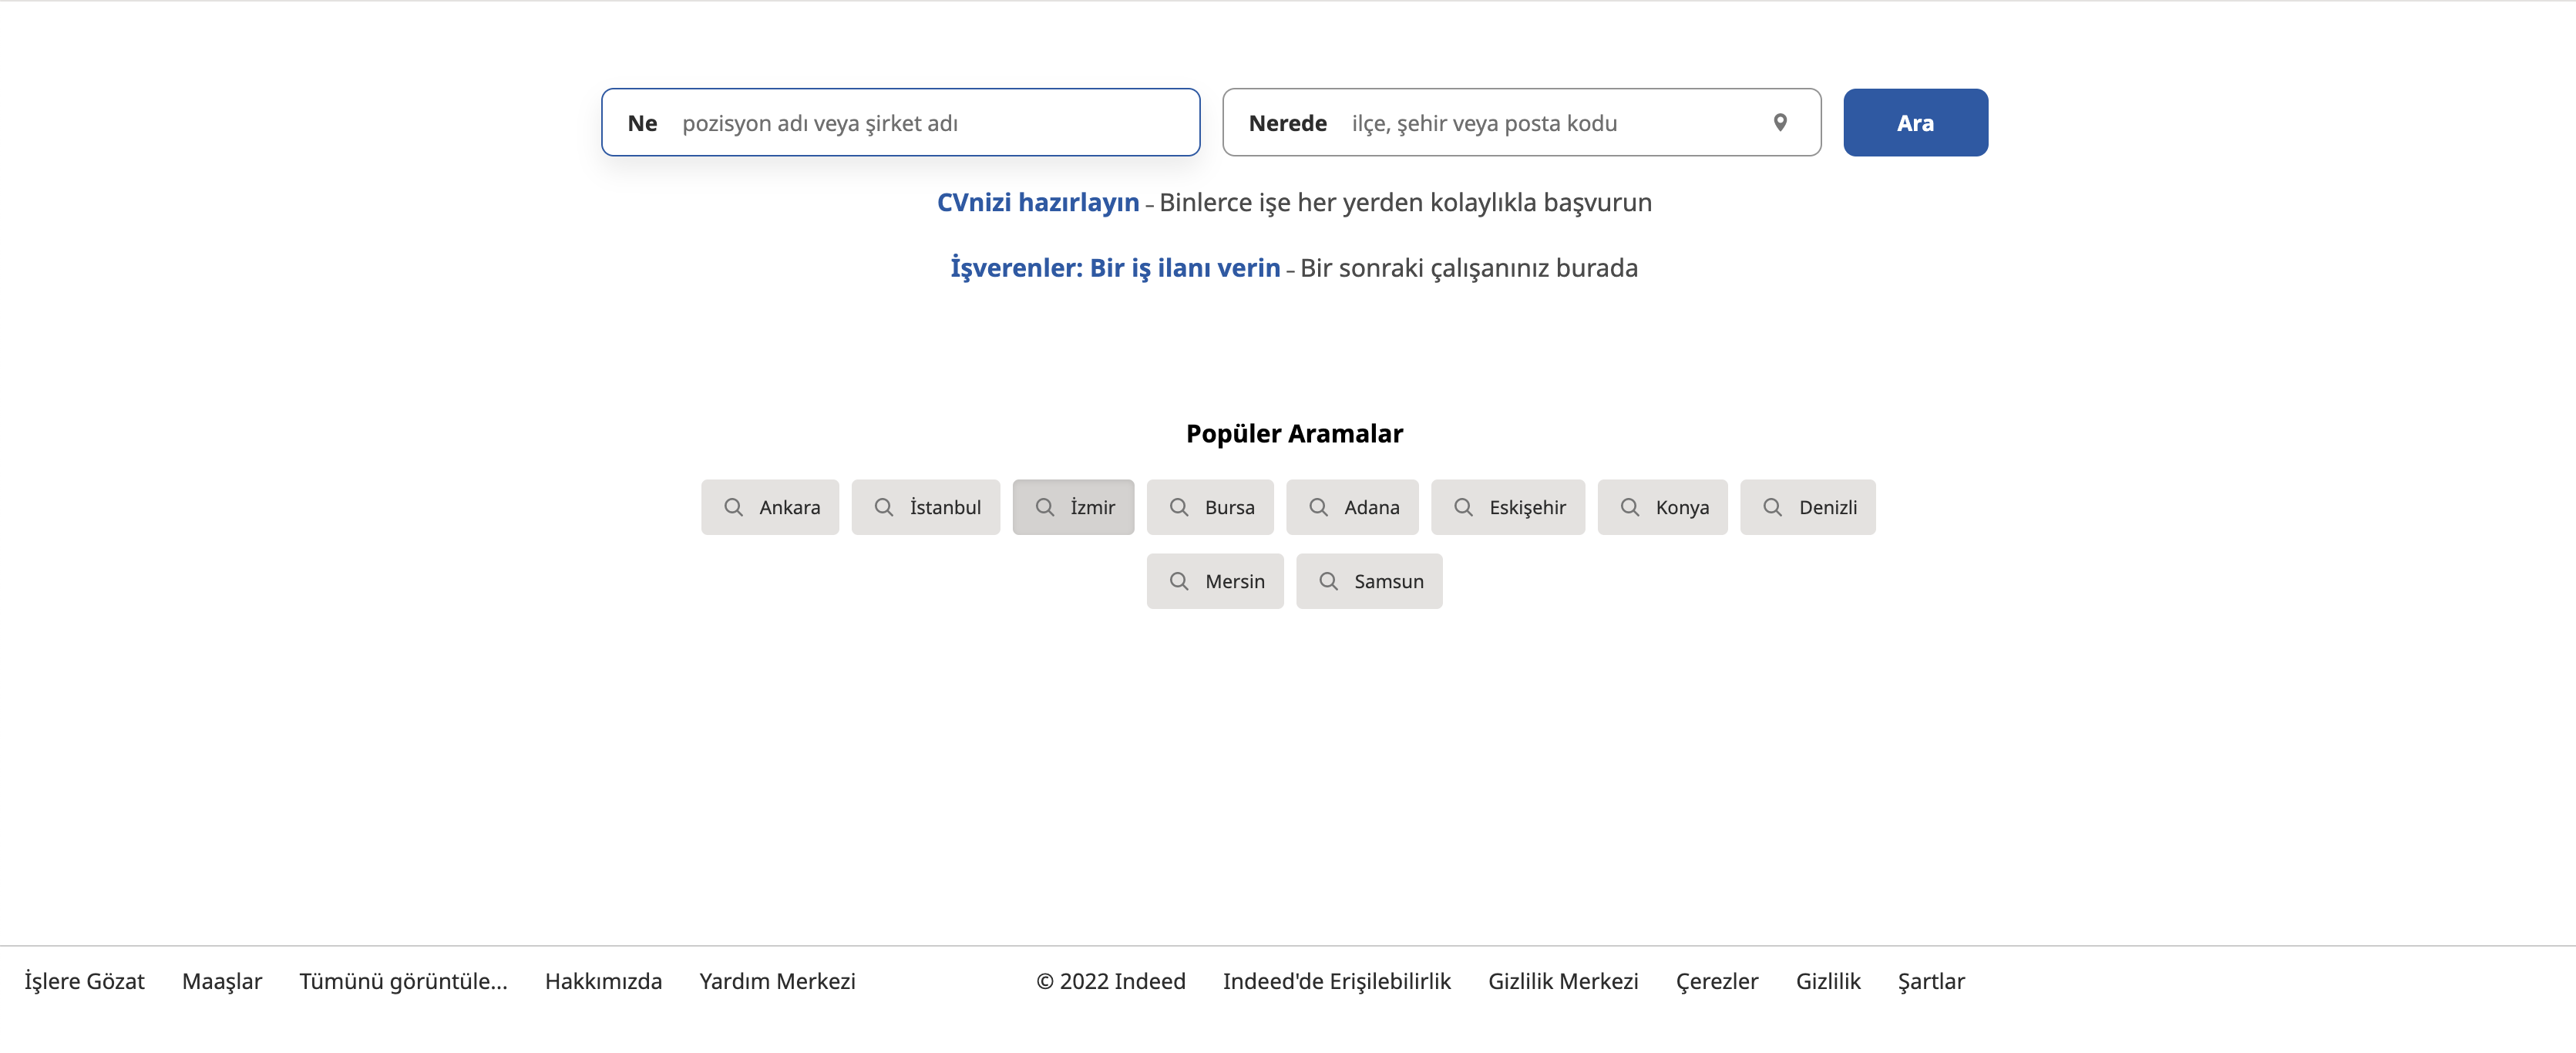 Ne pozisyon adı veya şirket adı Nerede ilçe, şehir veya posta kodu Ara
CVnizi hazırlayın – Binlerce işe her yerden kolaylıkla başvurun
İşverenler: Bir iş ilanı verin – Bir sonraki çalışanınız burada
Popüler Aramalar
Ankara İstanbul İzmir Bursa Adana Eskişehir Konya Denizli
Mersin Samsun
İşlere Gözat Maaşlar Tümünü görüntüle... Hakkımızda Yardım Merkezi © 2022 Indeed Indeed'de Erişilebilirlik Gizlilik Merkezi Çerezler Gizlilik Şartlar